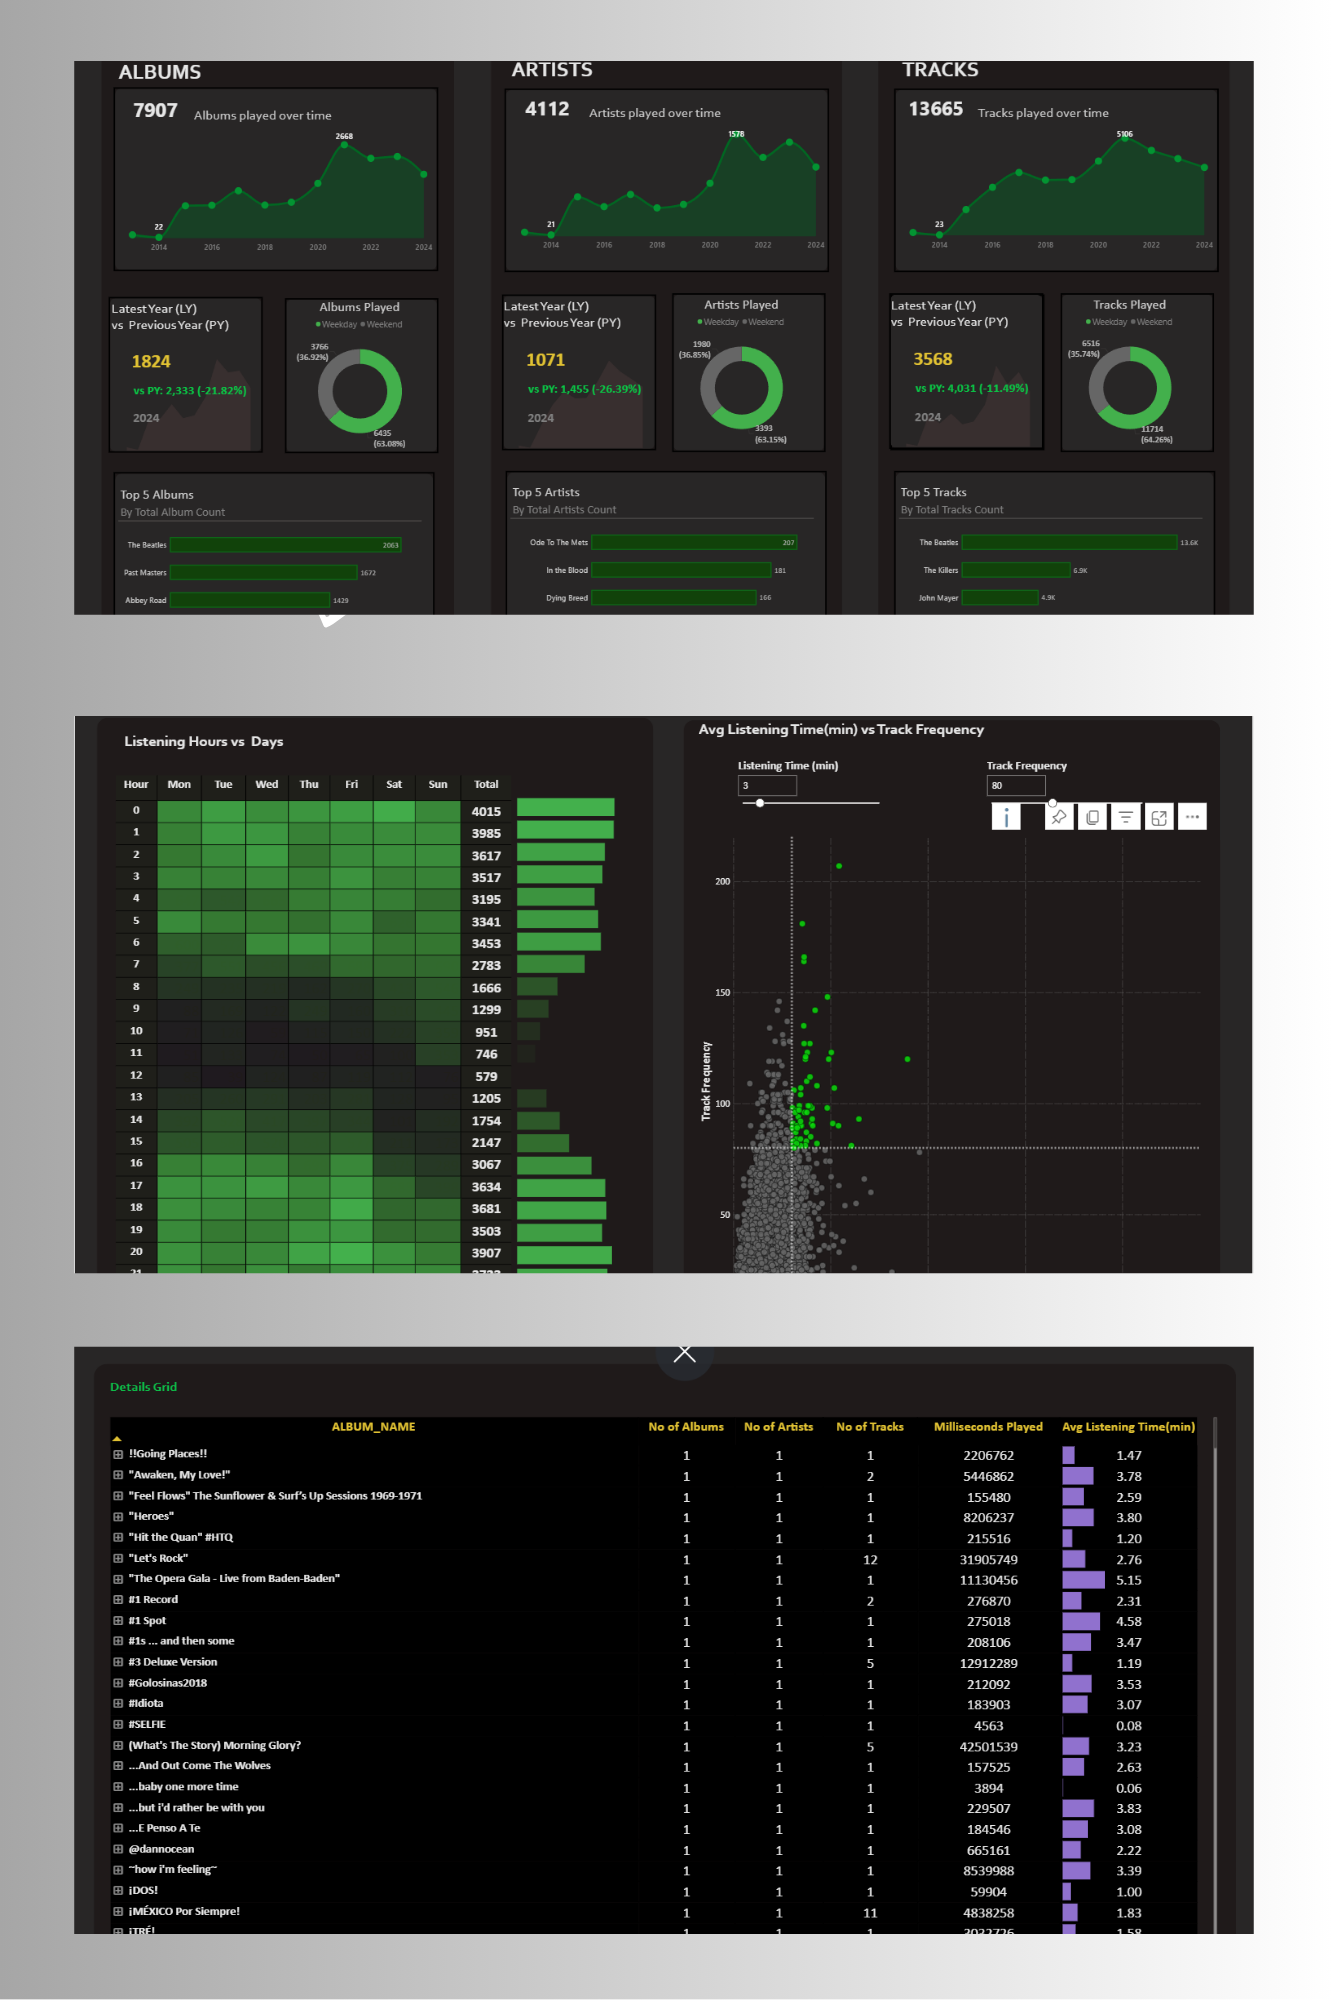 ALBUMS
7907 Albums played over time
2668
22
2014 2016 2018 2020 2022 2024
Latest Year (LY)
vs Previous Year (PY)
1824
vs PY: 2,333 (-21.82%)
2024
Albums Played
Weekday Weekend
3766
(36.92%)
6435
(63.08%)
Top 5 Albums
By Total Album Count
The Beatles 2063
Past Masters 1672
Abbey Road 1429
ARTISTS
4112 Artists played over time
1578
21
2014 2016 2018 2020 2022 2024
Latest Year (LY)
vs Previous Year (PY)
1071
vs PY: 1,455 (-26.39%)
2024
Artists Played
Weekday Weekend
1980
(36.85%)
3393
(63.15%)
Top 5 Artists
By Total Artists Count
Ode To The Mets 207
In the Blood 181
Dying Breed 166
TRACKS
13665 Tracks played over time
5106
23
2014 2016 2018 2020 2022 2024
Latest Year (LY)
vs Previous Year (PY)
3568
vs PY: 4,031 (-11.49%)
2024
Tracks Played
Weekday Weekend
6516
(35.74%)
11714
(64.26%)
Top 5 Tracks
By Total Tracks Count
The Beatles 13.6K
The Killers 6.9K
John Mayer 4.9K
Listening Hours vs Days
Hour Mon Tue Wed Thu Fri Sat Sun Total
0 4015
1 3985
2 3617
3 3517
4 3195
5 3341
6 3453
7 2783
8 1666
9 1299
10 951
11 746
12 579
13 1205
14 1754
15 2147
16 3067
17 3634
18 3681
19 3503
20 3907
21
Avg Listening Time(min) vs Track Frequency
Listening Time (min)
3
Track Frequency
80
200
150
100
50
Track Frequency
Details Grid
ALBUM_NAME No of Albums No of Artists No of Tracks Milliseconds Played Avg Listening Time(min)
!!Going Places!! 1 1 1 2206762 1.47
"Awaken, My Love!" 1 1 2 5446862 3.78
"Feel Flows" The Sunflower & Surf's Up Sessions 1969-1971 1 1 1 155480 2.59
"Heroes" 1 1 1 8206237 3.80
"Hit the Quan" #HTQ 1 1 1 215516 1.20
"Let's Rock" 1 1 12 31905749 2.76
"The Opera Gala - Live from Baden-Baden" 1 1 1 11130456 5.15
#1 Record 1 1 2 276870 2.31
#1 Spot 1 1 1 275018 4.58
#1s ... and then some 1 1 1 208106 3.47
#3 Deluxe Version 1 1 5 12912289 1.19
#Golosinas2018 1 1 1 212092 3.53
#Idiota 1 1 1 183903 3.07
#SELFIE 1 1 1 4563 0.08
(What's The Story) Morning Glory? 1 1 5 42501539 3.23
...And Out Come The Wolves 1 1 1 157525 2.63
...baby one more time 1 1 1 3894 0.06
...but i'd rather be with you 1 1 1 229507 3.83
...E Penso A Te 1 1 1 184546 3.08
@dannocean 1 1 1 665161 2.22
~how i'm feeling~ 1 1 1 8539988 3.39
¡DOS! 1 1 1 59904 1.00
¡MÉXICO Por Siempre! 1 1 11 4838258 1.83
¡TRÉ! 1 1 1 3032726 1.58